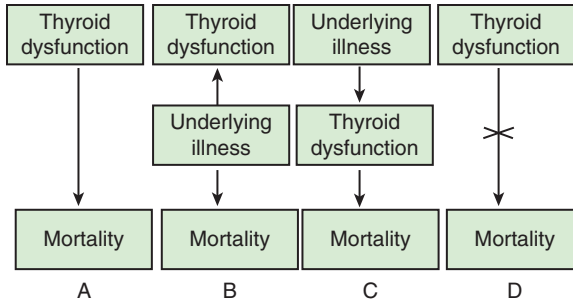 Thyroid
dysfunction
Thyroid
dysfunction
Underlying
illness
Thyroid
dysfunction
Underlying
illness
Thyroid
dysfunction
Mortality
Mortality
Mortality
Mortality
A
B
C
D